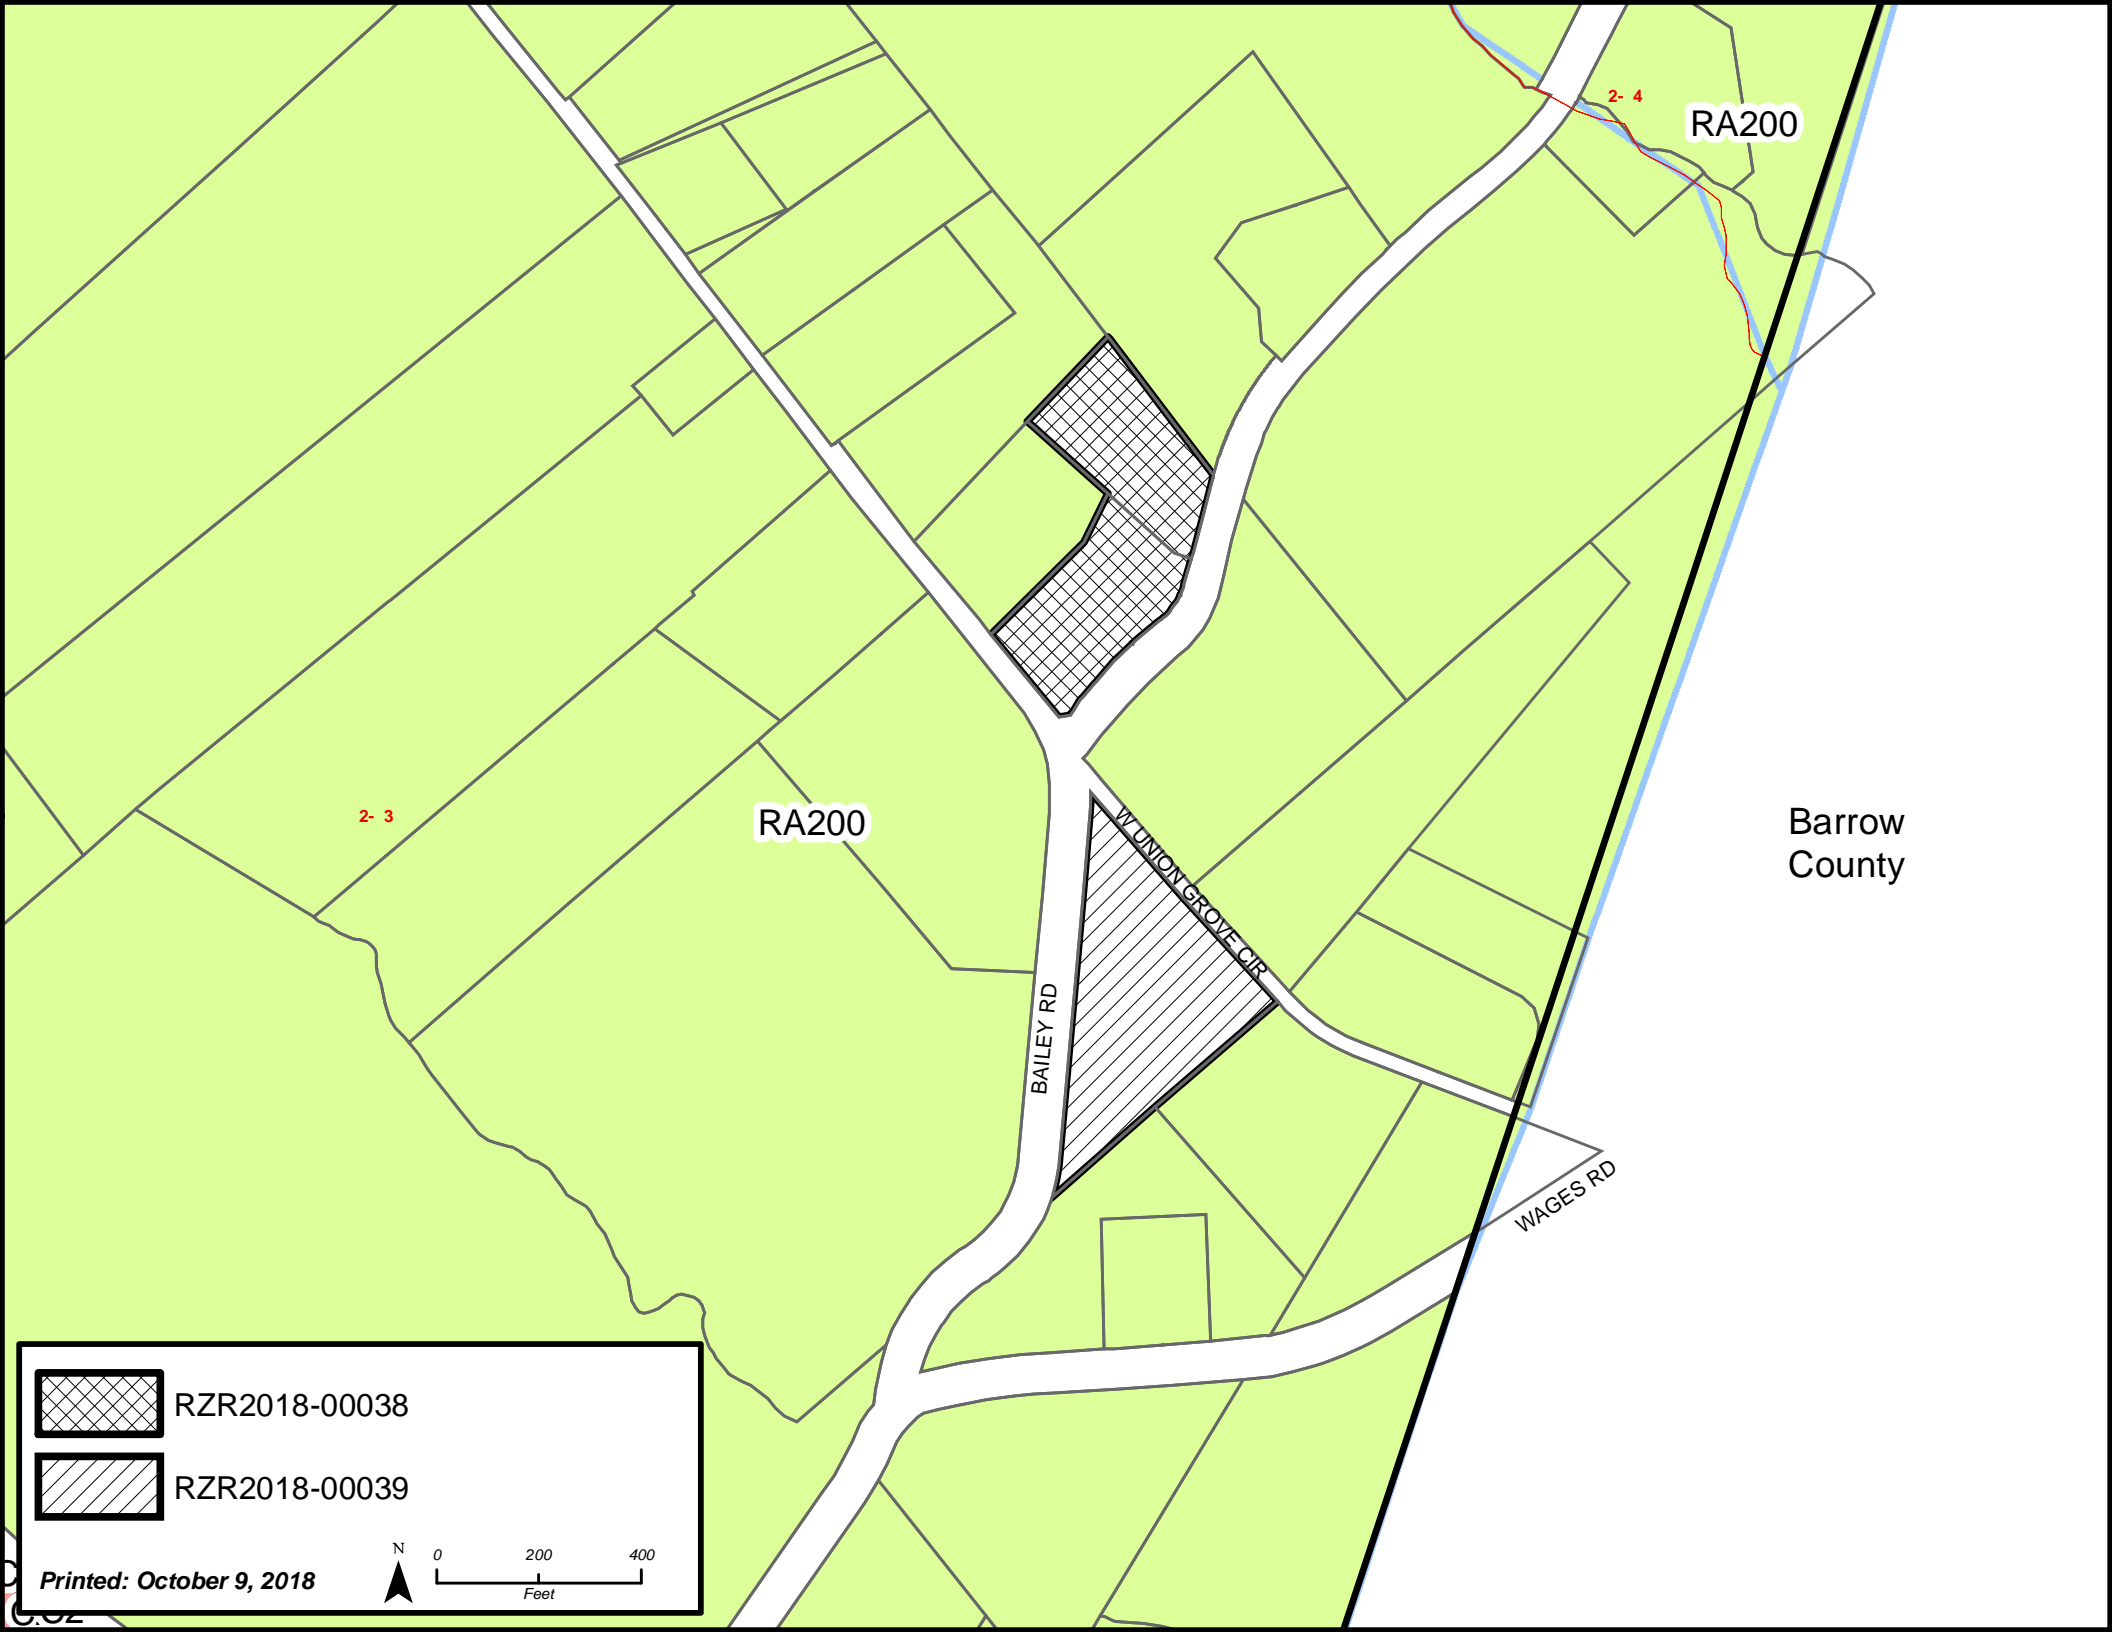 2- 4
RA200
2- 3
RA200
Barrow
County
W UNION GROVE CIR
BAILEY RD
WAGES RD
RZR2018-00038
RZR2018-00039
N
0 200 400
Feet
Printed: October 9, 2018